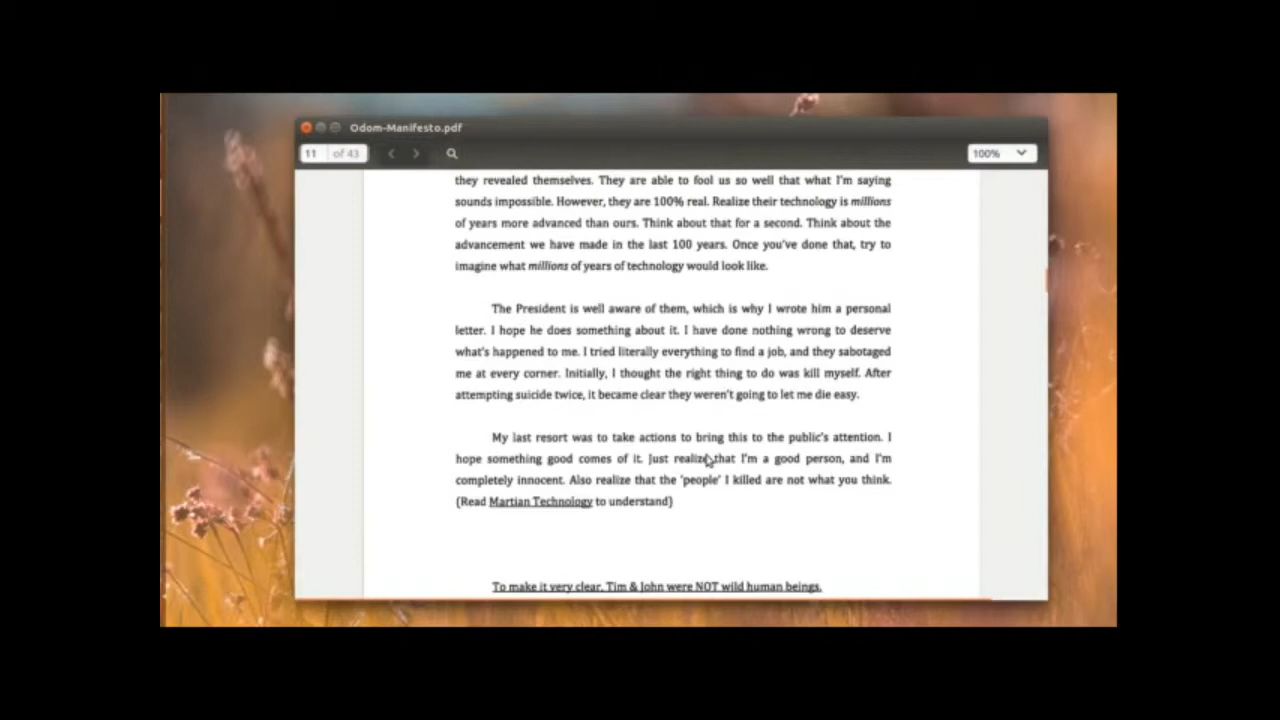 Odom-Manifesto.pdf
11 of 43
100%
they revealed themselves. They are able to fool us so well that what I'm saying
sounds impossible. However, they are 100% real. Realize their technology is millions
of years more advanced than ours. Think about that for a second. Think about the
advancement we have made in the last 100 years. Once you've done that, try to
imagine what millions of years of technology would look like.
The President is well aware of them, which is why I wrote him a personal
letter. I hope he does something about it. I have done nothing wrong to deserve
what's happened to me. I tried literally everything to find a job, and they sabotaged
me at every corner. Initially, I thought the right thing to do was kill myself. After
attempting suicide twice, it became clear they weren't going to let me die easy.
My last resort was to take actions to bring this to the public's attention. I
hope something good comes of it. Just realize that I'm a good person, and I'm
completely innocent. Also realize that the 'people' I killed are not what you think.
(Read Martian Technology to understand)
To make it very clear, Tim & John were NOT wild human beings.